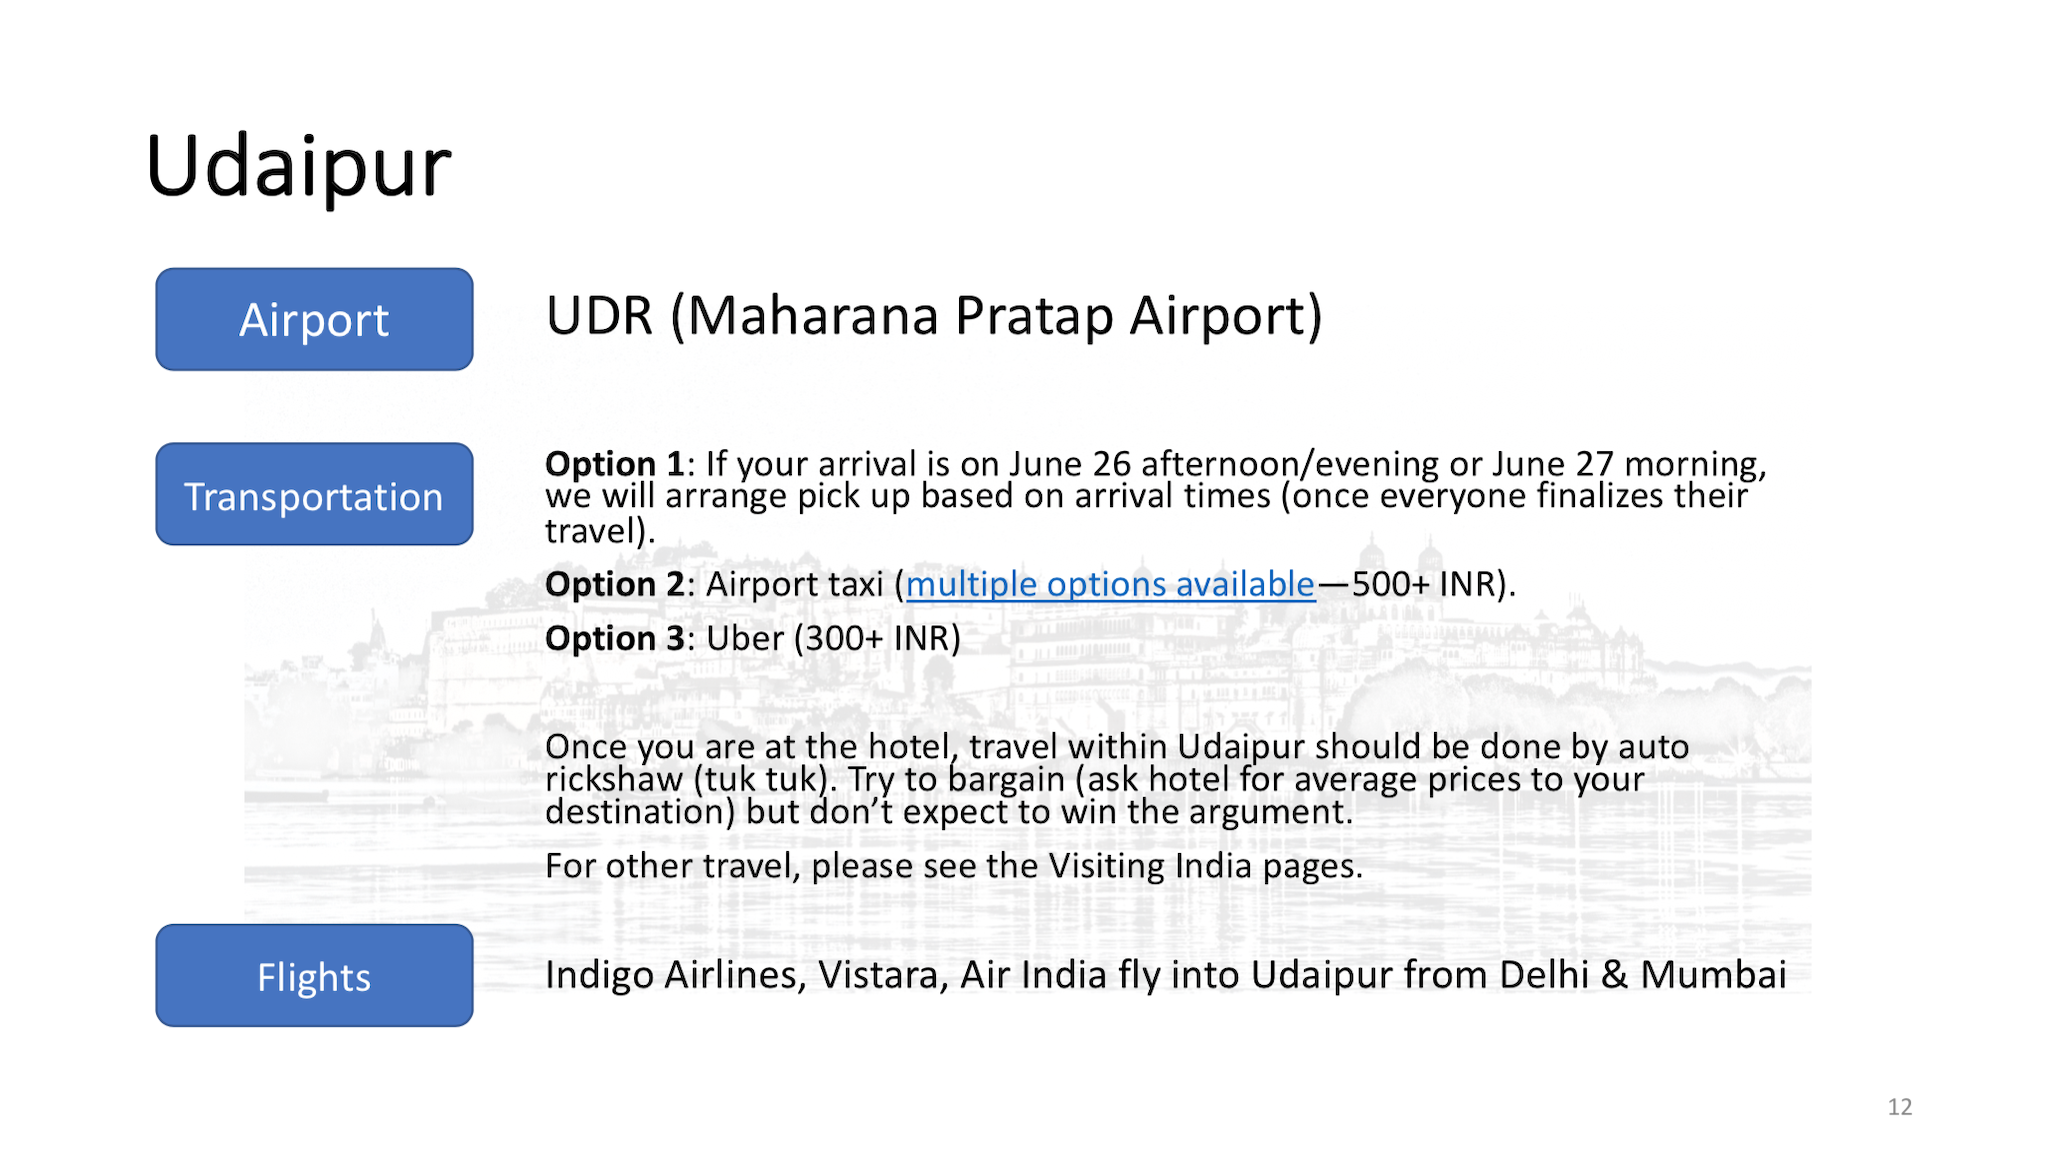 Udaipur
Airport
UDR (Maharana Pratap Airport)
Transportation
Option 1: If your arrival is on June 26 afternoon/evening or June 27 morning,
we will arrange pick up based on arrival times (once everyone finalizes their
travel).
Option 2: Airport taxi (multiple options available—500+ INR).
Option 3: Uber (300+ INR)
Once you are at the hotel, travel within Udaipur should be done by auto
rickshaw (tuk tuk). Try to bargain (ask hotel for average prices to your
destination) but don’t expect to win the argument.
For other travel, please see the Visiting India pages.
Flights
Indigo Airlines, Vistara, Air India fly into Udaipur from Delhi & Mumbai
12